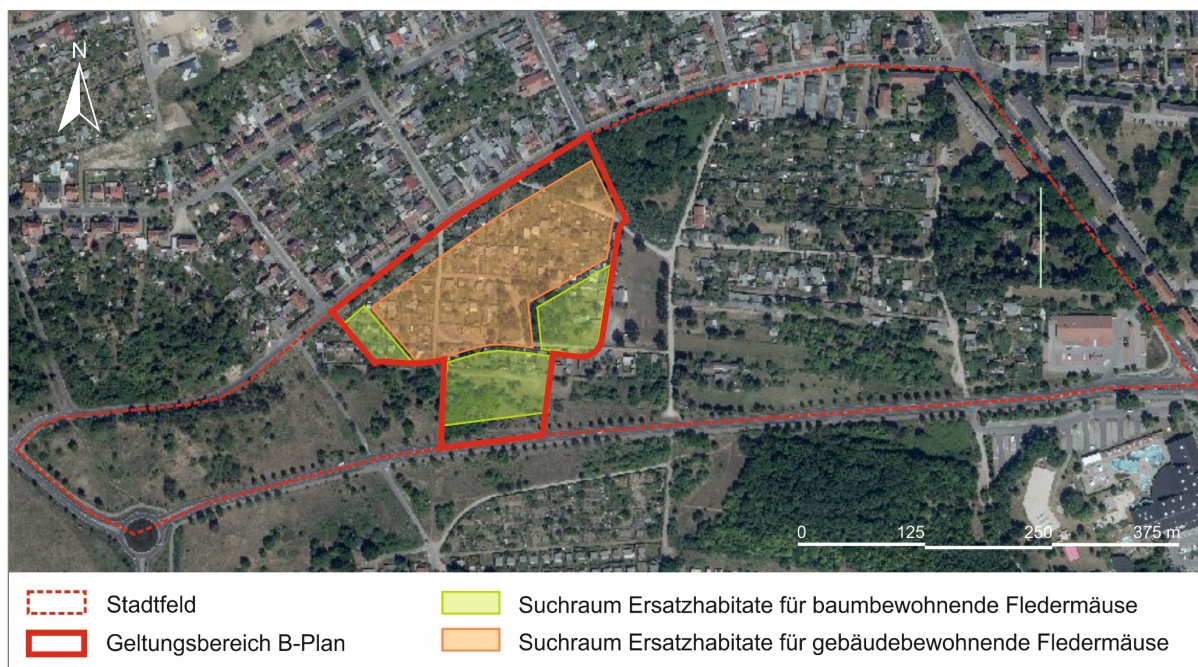 N
0 125 250 375 m
Stadtfeld
Geltungsbereich B-Plan
Suchraum Ersatzhabitate für baumbewohnende Fledermäuse
Suchraum Ersatzhabitate für gebäudebewohnende Fledermäuse